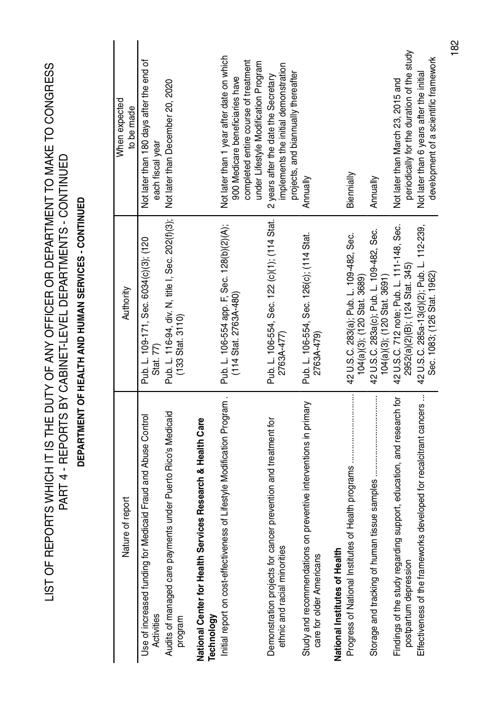 LIST OF REPORTS WHICH IT IS THE DUTY OF ANY OFFICER OR DEPARTMENT TO MAKE TO CONGRESS
PART 4 - REPORTS BY CABINET-LEVEL DEPARTMENTS - CONTINUED
DEPARTMENT OF HEALTH AND HUMAN SERVICES - CONTINUED
Nature of report
Authority
When expected
to be made
Use of increased funding for Medicaid Fraud and Abuse Control
Activities
Pub. L. 109-171, Sec. 6034(c)(3); (120
Stat. 77)
Not later than 180 days after the end of
each fiscal year
Audits of managed care payments under Puerto Rico's Medicaid
program
Pub. L. 116-94, div. N, title I, Sec. 202(f)(3);
(133 Stat. 3110)
Not later than December 20, 2020
National Center for Health Services Research & Health Care
Technology
Initial report on cost-effectiveness of Lifestyle Modification Program .
Pub. L. 106-554 app. F, Sec. 128(b)(2)(A);
(114 Stat. 2763A-480)
Not later than 1 year after date on which
900 Medicare beneficiaries have
completed entire course of treatment
under Lifestyle Modification Program
Demonstration projects for cancer prevention and treatment for
ethnic and racial minorities
Pub. L. 106-554, Sec. 122 (c)(1); (114 Stat.
2763A-477)
2 years after the date the Secretary
implements the initial demonstration
projects, and biannually thereafter
Study and recommendations on preventive interventions in primary
care for older Americans
Pub. L. 106-554, Sec. 126(c); (114 Stat.
2763A-479)
Annually
National Institutes of Health
Progress of National Institutes of Health programs ............................
42 U.S.C. 283(a); Pub. L. 109-482, Sec.
104(a)(3); (120 Stat. 3689)
Biennially
Storage and tracking of human tissue samples ................................
42 U.S.C. 283a(c); Pub. L. 109-482, Sec.
104(a)(3); (120 Stat. 3691)
Annually
Findings of the study regarding support, education, and research for
postpartum depression
42 U.S.C. 712 note; Pub. L. 111-148, Sec.
2952(a)(2)(B); (124 Stat. 345)
Not later than March 23, 2015 and
periodically for the duration of the study
Effectiveness of the frameworks developed for recalcitrant cancers ...
42 U.S.C. 285a-13(d)(2); Pub. L. 112-239,
Sec. 1083; (126 Stat. 1962)
Not later than 6 years after the initial
development of a scientific framework
182